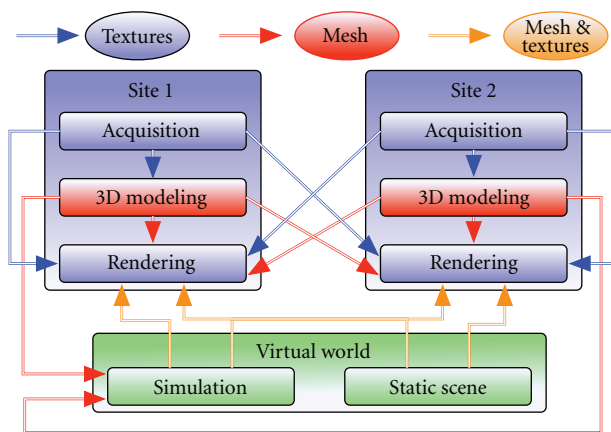 Textures
Mesh
Mesh &
textures
Site 1
Acquisition
3D modeling
Rendering
Site 2
Acquisition
3D modeling
Rendering
Virtual world
Simulation
Static scene